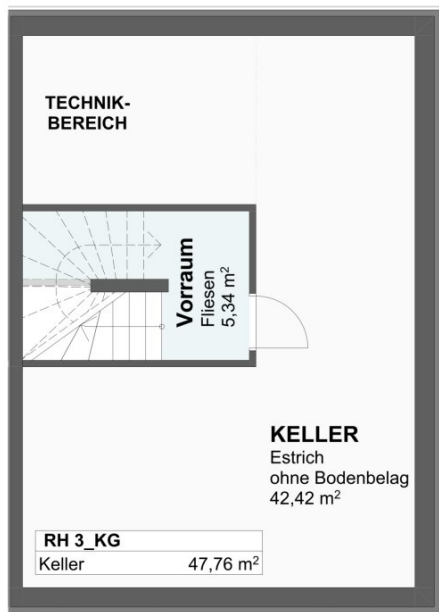 TECHNIK-
BEREICH
Vorraum
Fliesen
5,34 m²
KELLER
Estrich
ohne Bodenbelag
42,42 m²
RH 3_KG
Keller 47,76 m²